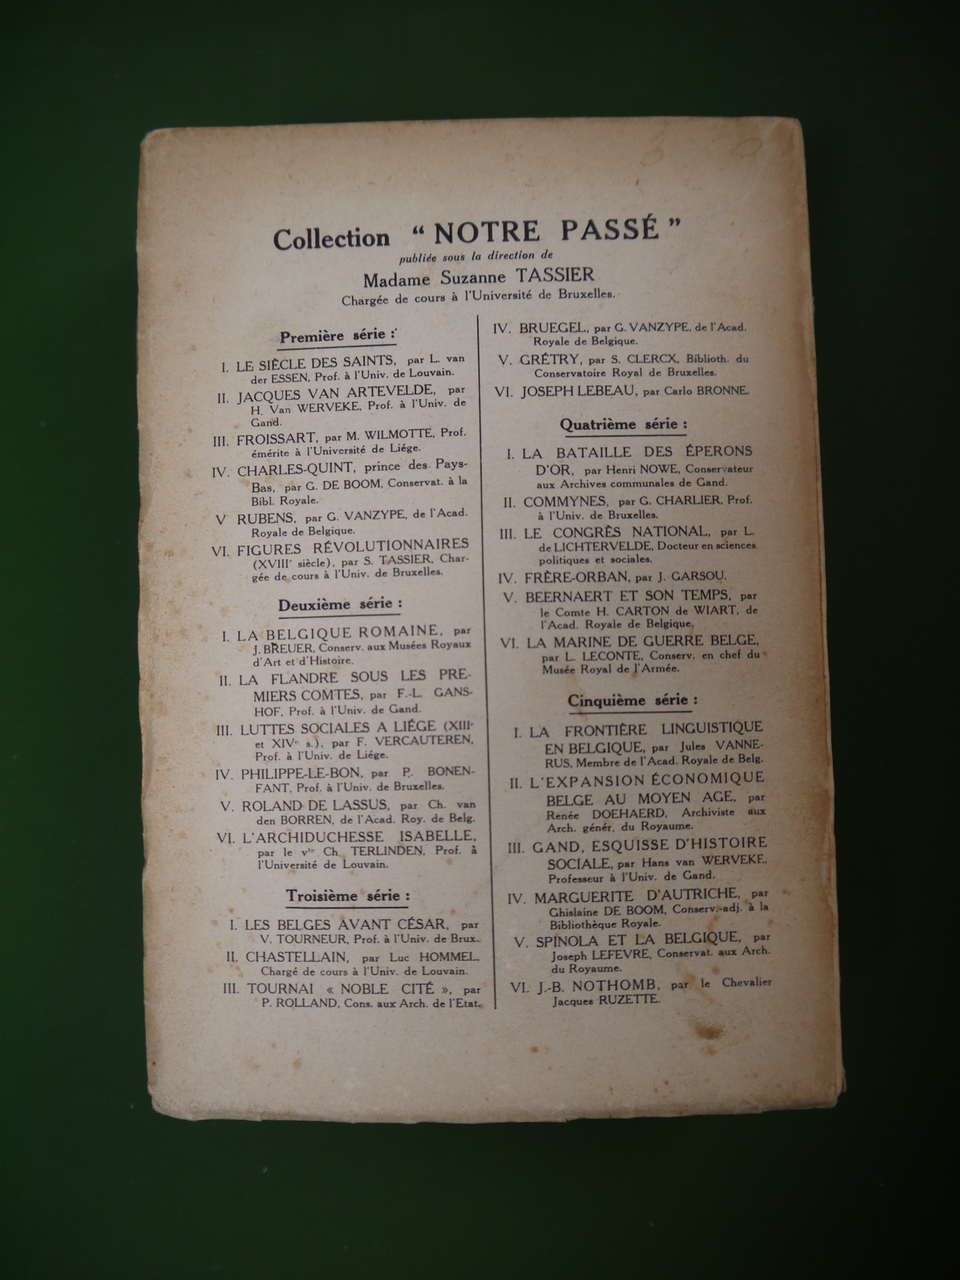 Collection “ NOTRE PASSÉ ”
publiée sous la direction de
Madame Suzanne TASSIER
Chargée de cours à l'Université de Bruxelles.
Première série :
I. LE SIÈCLE DES SAINTS, par L. van
der ESSEN, Prof. à l'Univ. de Louvain.
II. JACQUES VAN ARTEVELDE, par
H. Van WERVEKE, Prof. à l'Univ. de
Gand.
III. FROISSART, par M. WILMOTTE, Prof.
émérite à l'Université de Liége.
IV. CHARLES-QUINT, prince des Pays-
Bas, par G. DE BOOM, Conservat. à la
Bibl. Royale.
V RUBENS, par G. VANZYPE, de l'Acad.
Royale de Belgique.
VI. FIGURES RÉVOLUTIONNAIRES
(XVIIIe siècle), par S. TASSIER, Char-
gée de cours à l'Univ. de Bruxelles.
Deuxième série :
I. LA BELGIQUE ROMAINE, par
J. BREUER, Conserv. aux Musées Royaux
d'Art et d'Histoire.
II. LA FLANDRE SOUS LES PRE-
MIERS COMTES, par F.-L. GANS-
HOF, Prof. à l'Univ. de Gand.
III. LUTTES SOCIALES A LIÉGE (XIIIe
et XIVe s.), par F. VERCAUTEREN,
Prof. à l'Univ. de Liége.
IV. PHILIPPE-LE-BON, par P. BONEN-
FANT, Prof. à l'Univ. de Bruxelles.
V. ROLAND DE LASSUS, par Ch. van
den BORREN, de l'Acad. Roy. de Belg.
VI. L'ARCHIDUCHESSE ISABELLE,
par le vte Ch. TERLINDEN, Prof. à
l'Université de Louvain.
Troisième série :
I. LES BELGES AVANT CÉSAR, par
V. TOURNEUR, Prof. à l'Univ. de Brux.
II. CHASTELLAIN, par Luc HOMMEL,
Chargé de cours à l'Univ. de Louvain.
III. TOURNAI « NOBLE CITÉ », par
P. ROLLAND, Cons. aux Arch. de l'Etat.
IV. BRUEGEL, par G. VANZYPE, de l'Acad.
Royale de Belgique.
V. GRÉTRY, par S. CLERCX, Biblioth. du
Conservatoire Royal de Bruxelles.
VI. JOSEPH LEBEAU, par Carlo BRONNE.
Quatrième série :
I. LA BATAILLE DES ÉPERONS
D'OR, par Henri NOWE, Conservateur
aux Archives communales de Gand.
II. COMMYNES, par G. CHARLIER, Prof.
à l'Univ. de Bruxelles.
III. LE CONGRÈS NATIONAL, par L.
de LICHTERVELDE, Docteur en sciences
politiques et sociales.
IV. FRÈRE-ORBAN, par J. GARSOU.
V. BEERNAERT ET SON TEMPS, par
le Comte H. CARTON de WIART, de
l'Acad. Royale de Belgique.
VI. LA MARINE DE GUERRE BELGE,
par L. LECONTE, Conserv. en chef du
Musée Royal de l'Armée.
Cinquième série :
I. LA FRONTIÈRE LINGUISTIQUE
EN BELGIQUE, par Jules VANNE-
RUS, Membre de l'Acad. Royale de Belg.
II. L'EXPANSION ÉCONOMIQUE
BELGE AU MOYEN AGE, par
Renée DOEHAERD, Archiviste aux
Arch. génér. du Royaume.
III. GAND, ESQUISSE D'HISTOIRE
SOCIALE, par Hans van WERVEKE,
Professeur à l'Univ. de Gand.
IV. MARGUERITE D'AUTRICHE, par
Ghislaine DE BOOM, Conserv.-adj. à la
Bibliothèque Royale.
V. SPÍNOLA ET LA BELGIQUE, par
Joseph LEFEVRE, Conservat. aux Arch.
du Royaume.
VI. J.-B. NOTHOMB, par le Chevalier
Jacques RUZETTE.